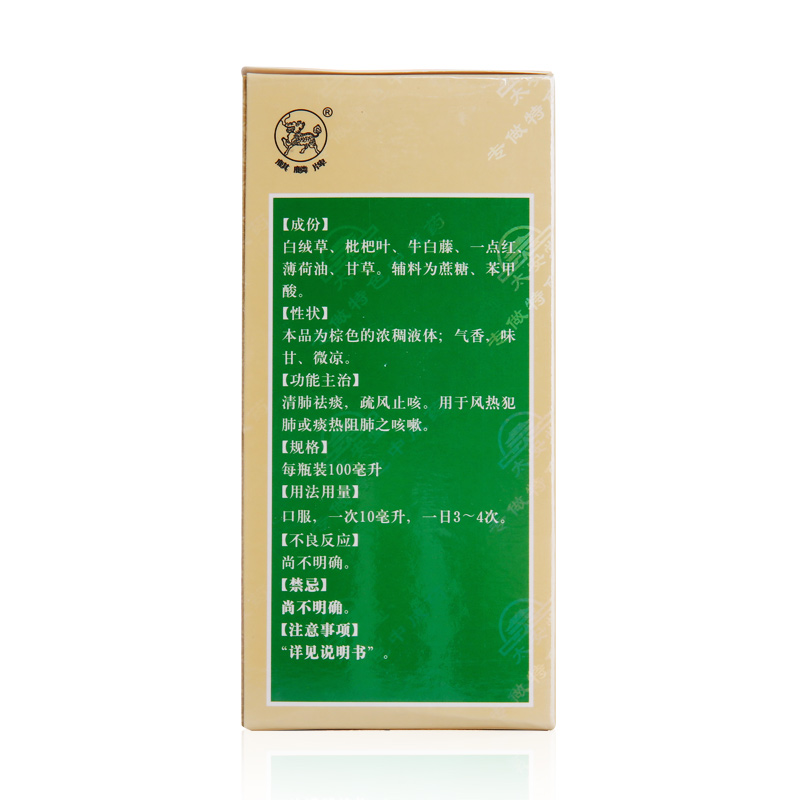 ®
麒麟牌
【成份】
白绒草、枇杷叶、牛白藤、一点红、
薄荷油、甘草。辅料为蔗糖、苯甲
酸。
【性状】
本品为棕色的浓稠液体；气香，味
甘、微凉。
【功能主治】
清肺祛痰，疏风止咳。用于风热犯
肺或痰热阻肺之咳嗽。
【规格】
每瓶装100毫升
【用法用量】
口服，一次10毫升，一日3～4次。
【不良反应】
尚不明确。
【禁忌】
尚不明确。
【注意事项】
“详见说明书”。